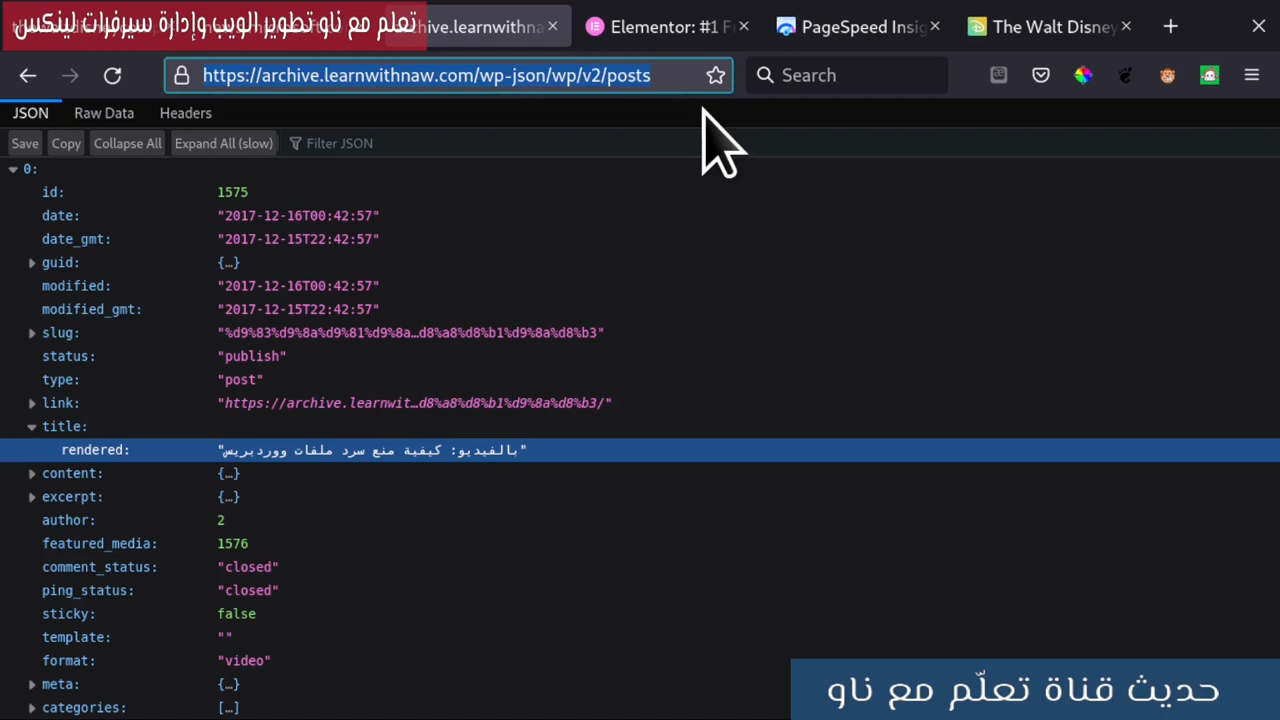 تعلم مع ناو تطوير الويب وإدارة سيرفرات لينكس
archive.learnwithna
Elementor: #1 F
PageSpeed Insig
The Walt Disney
https://archive.learnwithnaw.com/wp-json/wp/v2/posts
Search
JSON Raw Data Headers
Save Copy Collapse All Expand All (slow) Filter JSON
0:
id: 1575
date: "2017-12-16T00:42:57"
date_gmt: "2017-12-15T22:42:57"
guid: {…}
modified: "2017-12-16T00:42:57"
modified_gmt: "2017-12-15T22:42:57"
slug: "%d9%83%d9%8a%d9%81%d9%8a…d8%a8%d8%b1%d9%8a%d8%b3"
status: "publish"
type: "post"
link: "https://archive.learnwit…d8%a8%d8%b1%d9%8a%d8%b3/"
title:
rendered: "بالفيديو: كيفية منع سرد ملفات ووردبريس"
content: {…}
excerpt: {…}
author: 2
featured_media: 1576
comment_status: "closed"
ping_status: "closed"
sticky: false
template: ""
format: "video"
meta: {…}
categories: […]
حديث قناة تعلّم مع ناو